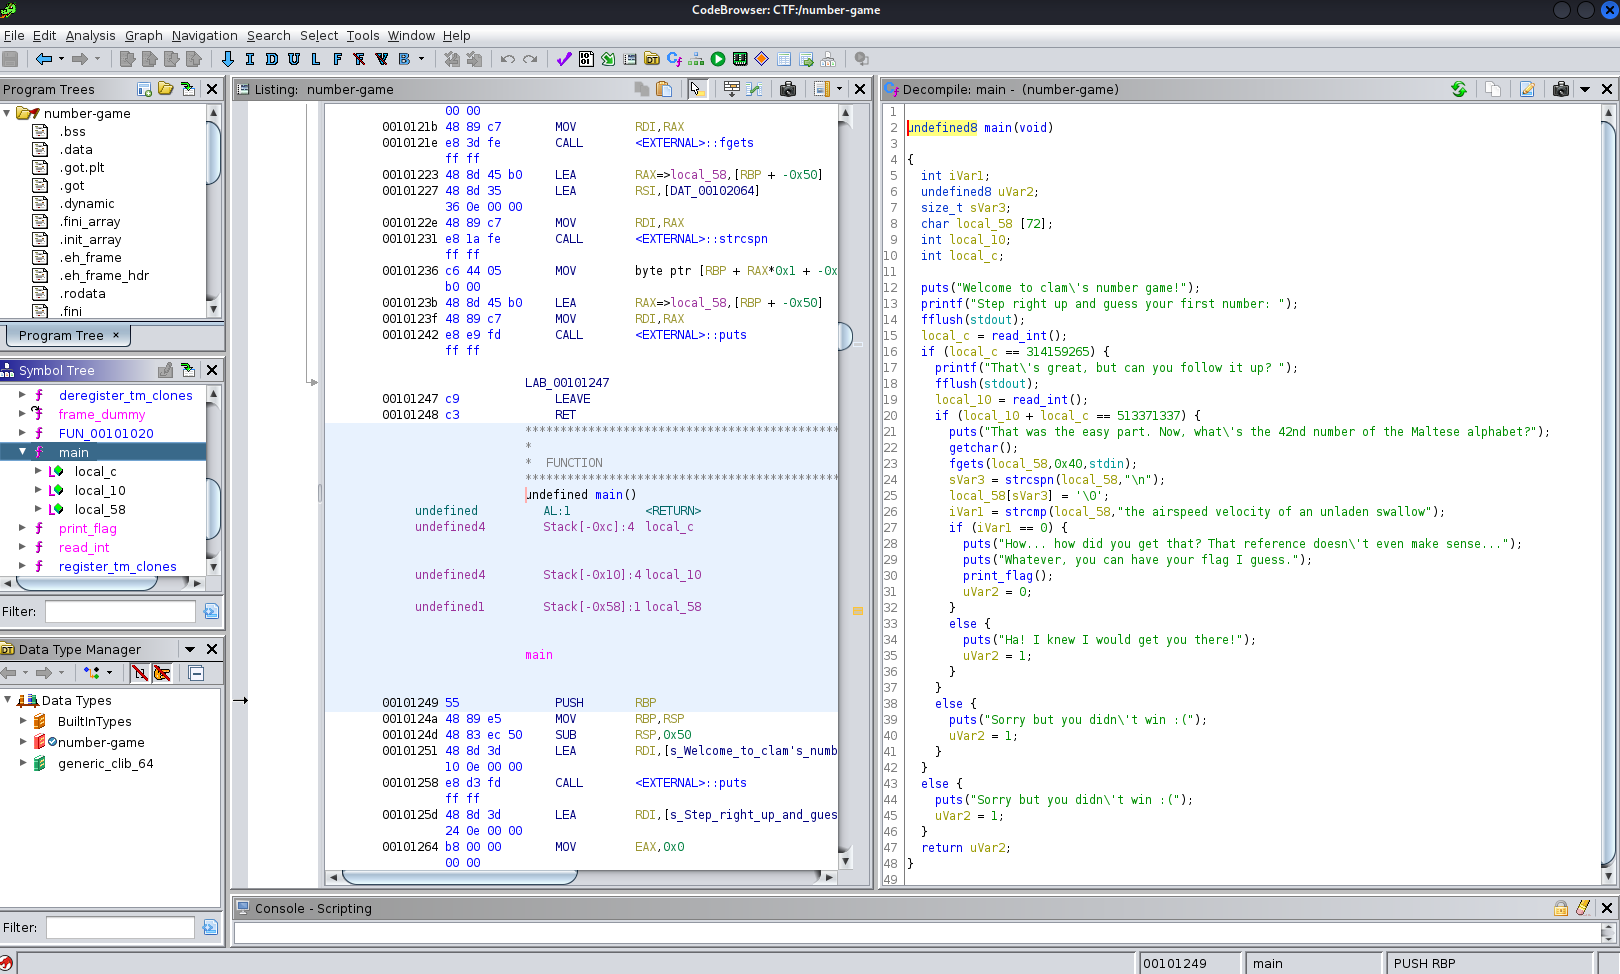 CodeBrowser: CTF:/number-game
File Edit Analysis Graph Navigation Search Select Tools Window Help
I D U L F F V B
Program Trees
number-game
.bss
.data
.got.plt
.got
.dynamic
.fini_array
.init_array
.eh_frame
.eh_frame_hdr
.rodata
.fini
Program Tree ×
Symbol Tree
deregister_tm_clones
frame_dummy
FUN_00101020
main
local_c
local_10
local_58
print_flag
read_int
register_tm_clones
Filter:
Data Type Manager
Data Types
BuiltInTypes
number-game
generic_clib_64
Filter:
Listing: number-game
00 00
0010121b 48 89 c7 MOV RDI,RAX
0010121e e8 3d fe CALL <EXTERNAL>::fgets
ff ff
00101223 48 8d 45 b0 LEA RAX=>local_58,[RBP + -0x50]
00101227 48 8d 35 LEA RSI,[DAT_00102064]
36 0e 00 00
0010122e 48 89 c7 MOV RDI,RAX
00101231 e8 1a fe CALL <EXTERNAL>::strcspn
ff ff
00101236 c6 44 05 MOV byte ptr [RBP + RAX*0x1 + -0x
b0 00
0010123b 48 8d 45 b0 LEA RAX=>local_58,[RBP + -0x50]
0010123f 48 89 c7 MOV RDI,RAX
00101242 e8 e9 fd CALL <EXTERNAL>::puts
ff ff
LAB_00101247
00101247 c9 LEAVE
00101248 c3 RET
*********************************************
*
* FUNCTION
*********************************************
undefined main()
undefined AL:1 <RETURN>
undefined4 Stack[-0xc]:4 local_c
undefined4 Stack[-0x10]:4 local_10
undefined1 Stack[-0x58]:1 local_58
main
00101249 55 PUSH RBP
0010124a 48 89 e5 MOV RBP,RSP
0010124d 48 83 ec 50 SUB RSP,0x50
00101251 48 8d 3d LEA RDI,[s_Welcome_to_clam's_numb
10 0e 00 00
00101258 e8 d3 fd CALL <EXTERNAL>::puts
ff ff
0010125d 48 8d 3d LEA RDI,[s_Step_right_up_and_gues
24 0e 00 00
00101264 b8 00 00 MOV EAX,0x0
00 00
Decompile: main - (number-game)
1
2 undefined8 main(void)
3
4 {
5 int iVar1;
6 undefined8 uVar2;
7 size_t sVar3;
8 char local_58 [72];
9 int local_10;
10 int local_c;
11
12 puts("Welcome to clam\'s number game!");
13 printf("Step right up and guess your first number: ");
14 fflush(stdout);
15 local_c = read_int();
16 if (local_c == 314159265) {
17 printf("That\'s great, but can you follow it up? ");
18 fflush(stdout);
19 local_10 = read_int();
20 if (local_10 + local_c == 513371337) {
21 puts("That was the easy part. Now, what\'s the 42nd number of the Maltese alphabet?");
22 getchar();
23 fgets(local_58,0x40,stdin);
24 sVar3 = strcspn(local_58,"\n");
25 local_58[sVar3] = '\0';
26 iVar1 = strcmp(local_58,"the airspeed velocity of an unladen swallow");
27 if (iVar1 == 0) {
28 puts("How... how did you get that? That reference doesn\'t even make sense...");
29 puts("Whatever, you can have your flag I guess.");
30 print_flag();
31 uVar2 = 0;
32 }
33 else {
34 puts("Ha! I knew I would get you there!");
35 uVar2 = 1;
36 }
37 }
38 else {
39 puts("Sorry but you didn\'t win :(");
40 uVar2 = 1;
41 }
42 }
43 else {
44 puts("Sorry but you didn\'t win :(");
45 uVar2 = 1;
46 }
47 return uVar2;
48 }
49
Console - Scripting
00101249 main PUSH RBP